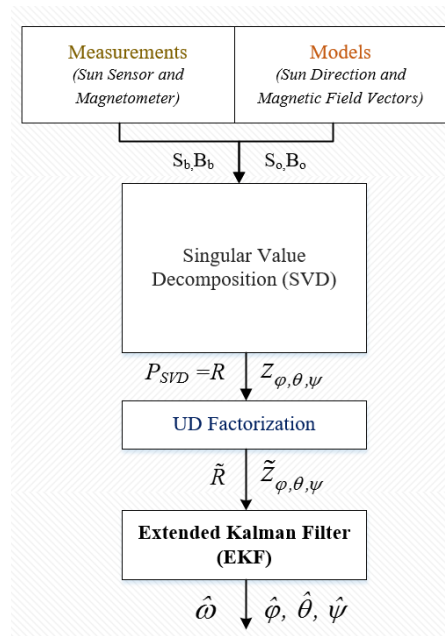 Measurements
(Sun Sensor and
Magnetometer)
Models
(Sun Direction and
Magnetic Field Vectors)
S_b,B_b
S_o,B_o
Singular Value
Decomposition (SVD)
P_SVD =R
Z_φ,θ,ψ
UD Factorization
R̃
Z̃_φ,θ,ψ
Extended Kalman Filter
(EKF)
ω̂
φ̂, θ̂, ψ̂